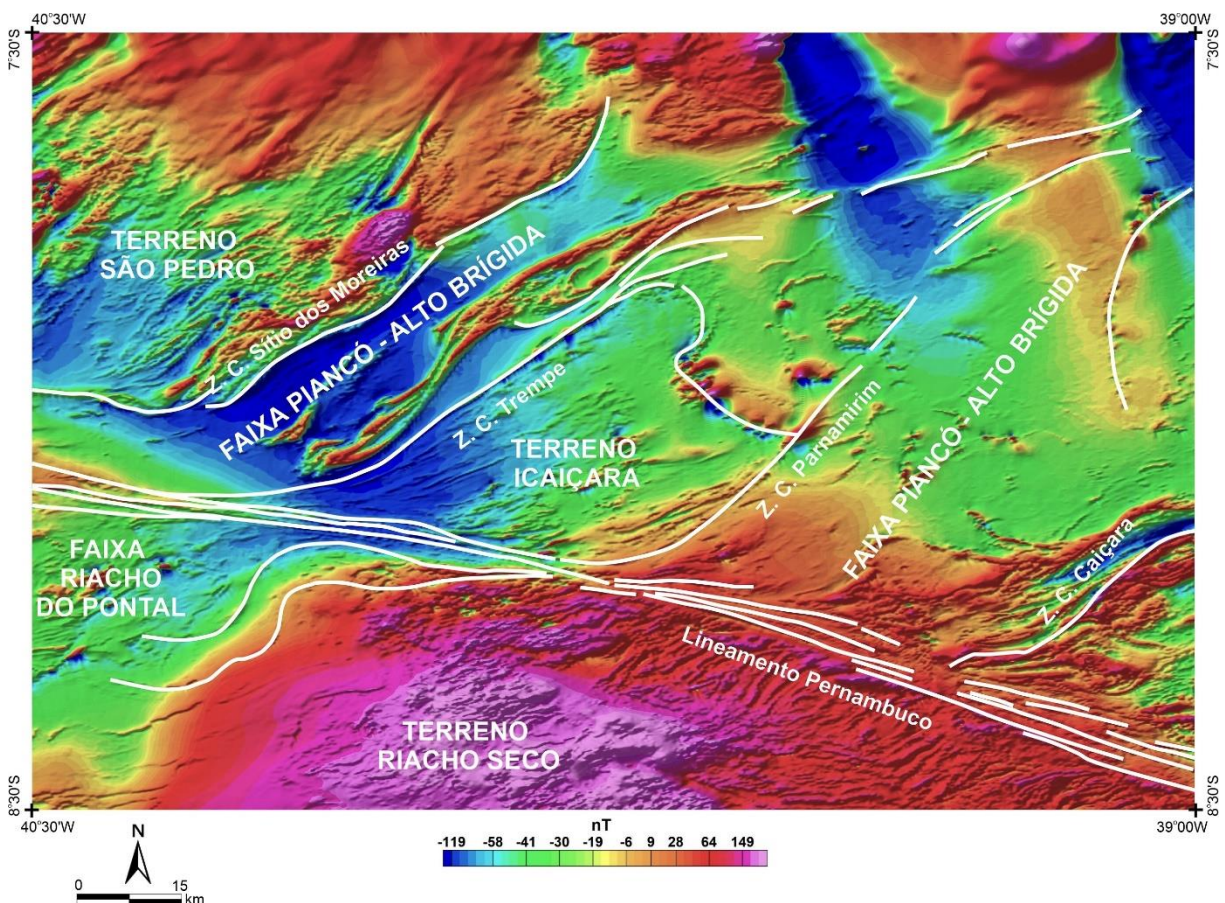 40°30'W
39°00'W
7°30'S
7°30'S
TERRENO
SÃO PEDRO
Z. C. Sítio dos Moreiras
FAIXA PIANCÓ - ALTO BRÍGIDA
Z. C. Trempe
TERRENO
ICAIÇARA
Z. C. Parnamirim
FAIXA PIANCÓ - ALTO BRÍGIDA
Z. C. Caiçara
FAIXA
RIACHO
DO PONTAL
Lineamento Pernambuco
TERRENO
RIACHO SECO
8°30'S
8°30'S
40°30'W
39°00'W
nT
-119 -58 -41 -30 -19 -6 9 28 64 149
N
0 15
km